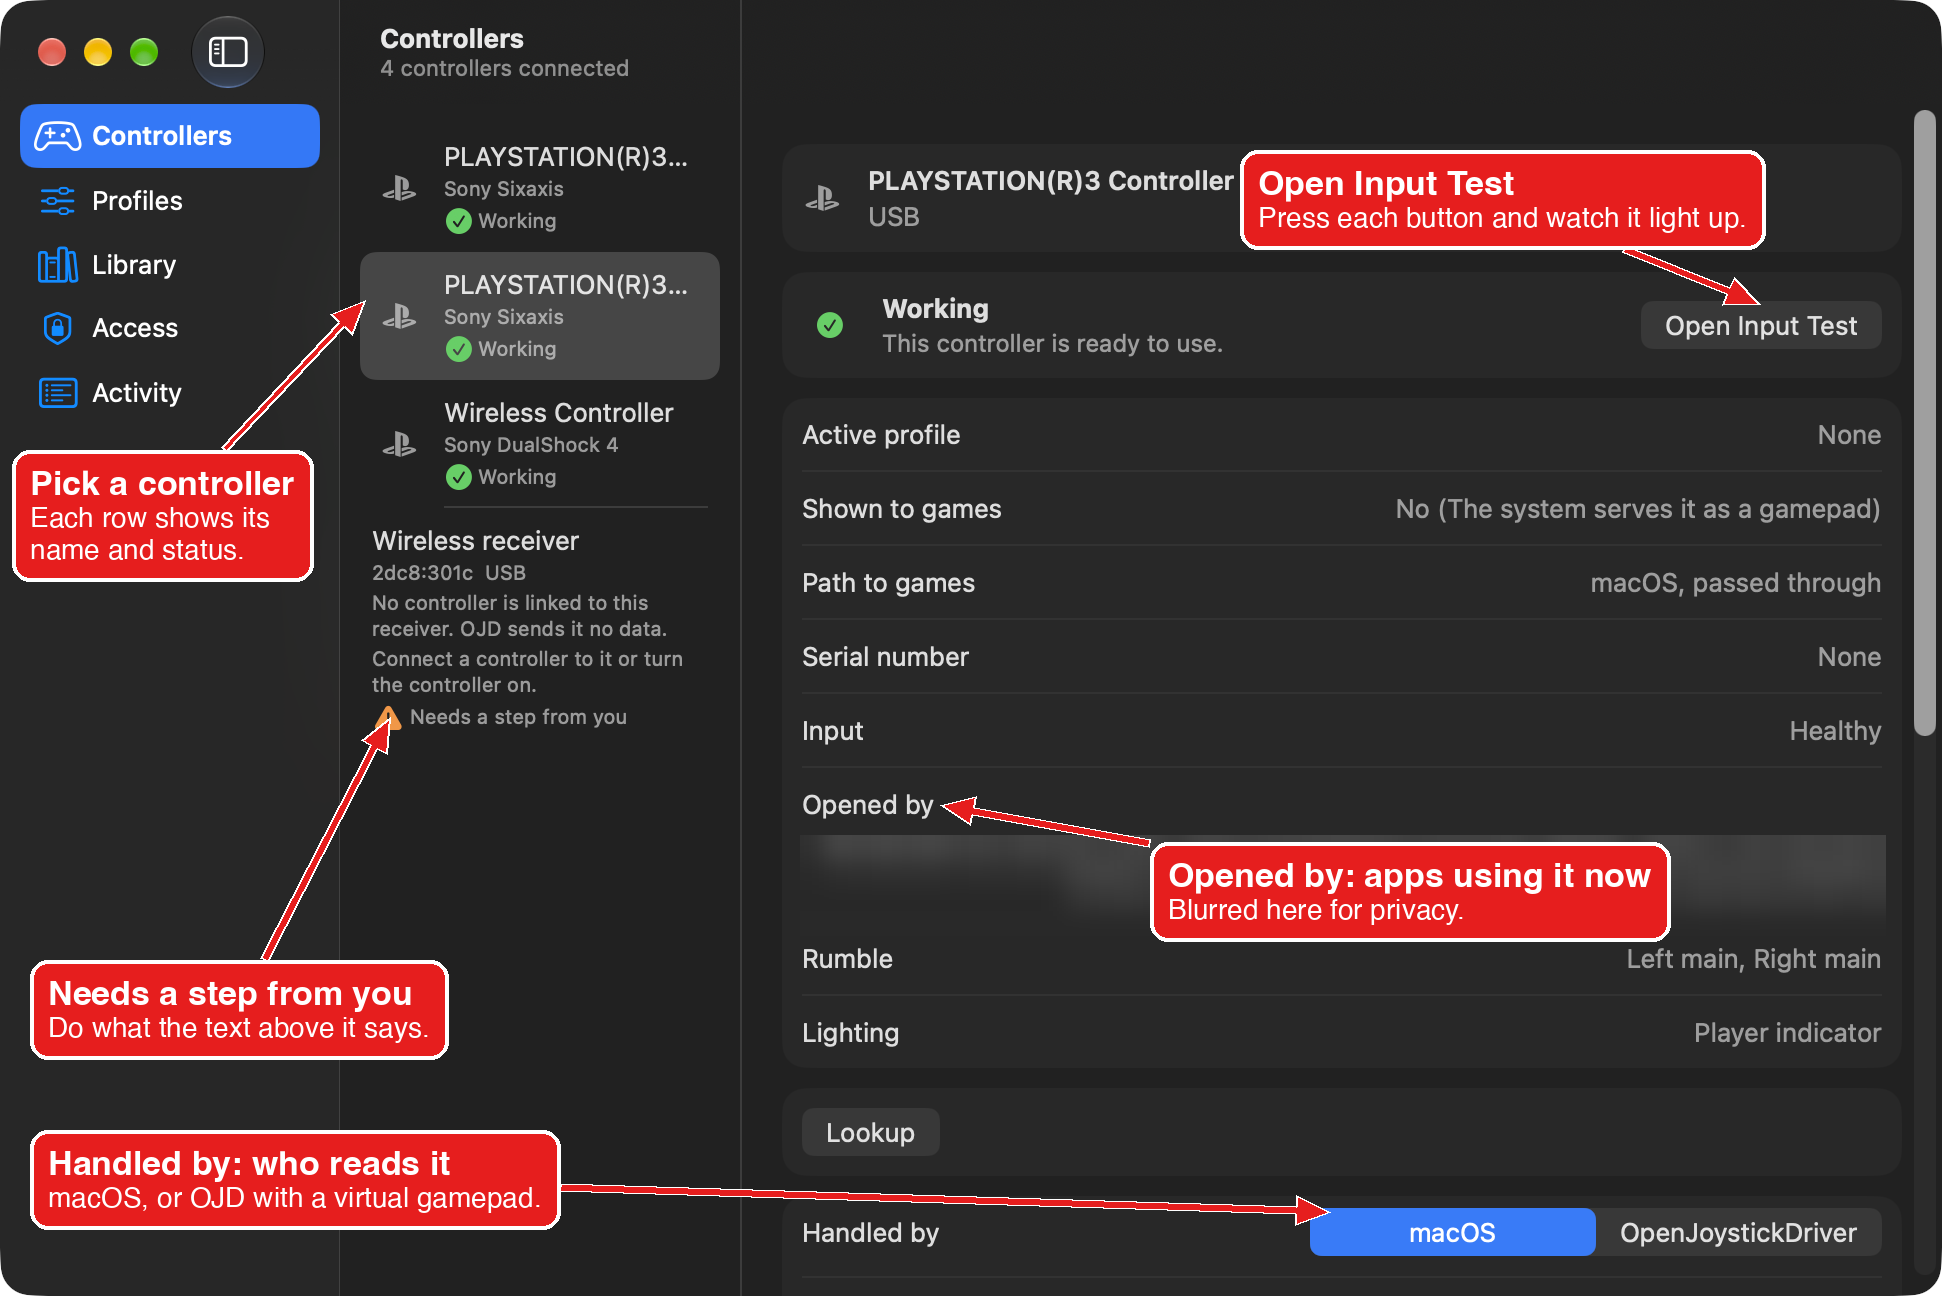 Controllers
4 controllers connected
Controllers
Profiles
Library
Access
Activity
PLAYSTATION(R)3...
Sony Sixaxis
Working
PLAYSTATION(R)3...
Sony Sixaxis
Working
Wireless Controller
Sony DualShock 4
Working
Wireless receiver
2dc8:301c USB
No controller is linked to this
receiver. OJD sends it no data.
Connect a controller to it or turn
the controller on.
Needs a step from you
Pick a controller
Each row shows its
name and status.
Needs a step from you
Do what the text above it says.
Handled by: who reads it
macOS, or OJD with a virtual gamepad.
PLAYSTATION(R)3 Controller
USB
Open Input Test
Press each button and watch it light up.
Working
This controller is ready to use.
Open Input Test
Active profile None
Shown to games No (The system serves it as a gamepad)
Path to games macOS, passed through
Serial number None
Input Healthy
Opened by
Opened by: apps using it now
Blurred here for privacy.
Rumble Left main, Right main
Lighting Player indicator
Lookup
Handled by macOS OpenJoystickDriver